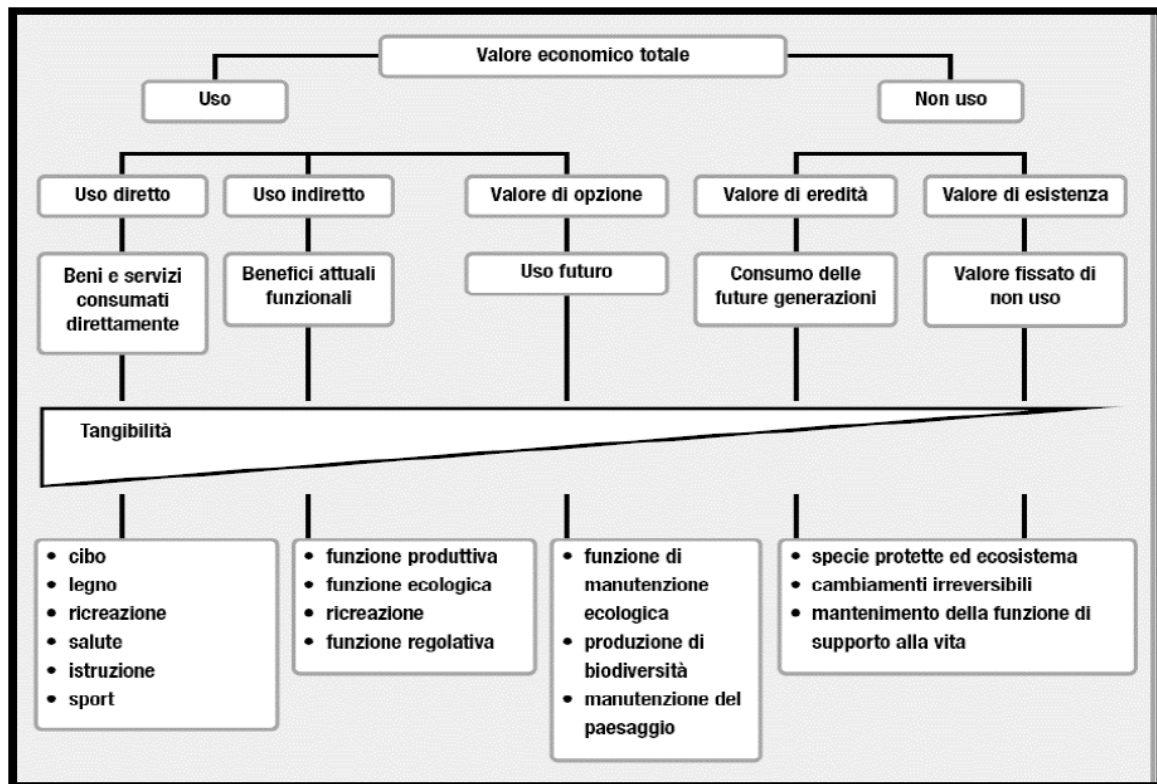 Valore economico totale
Uso
Non uso
Uso diretto
Uso indiretto
Valore di opzione
Valore di eredità
Valore di esistenza
Beni e servizi
consumati
direttamente
Benefici attuali
funzionali
Uso futuro
Consumo delle
future generazioni
Valore fissato di
non uso
Tangibilità
• cibo
• legno
• ricreazione
• salute
• istruzione
• sport
• funzione produttiva
• funzione ecologica
• ricreazione
• funzione regolativa
• funzione di
manutenzione
ecologica
• produzione di
biodiversità
• manutenzione del
paesaggio
• specie protette ed ecosistema
• cambiamenti irreversibili
• mantenimento della funzione di
supporto alla vita